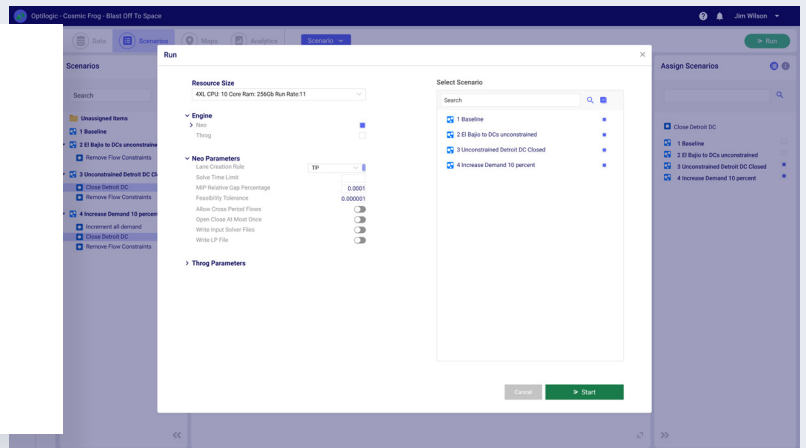 Optilogic - Cosmic Frog - Blast Off To Space
Jim Wilson
Data
Scenarios
Maps
Analytics
Scenario
Run
Scenarios
Search
Unassigned Items
1 Baseline
2 El Bajio to DCs unconstraine
Remove Flow Constraints
3 Unconstrained Detroit DC Cl
Close Detroit DC
Remove Flow Constraints
4 Increase Demand 10 percen
Increment all demand
Close Detroit DC
Remove Flow Constraints
Run
Resource Size
4XL CPU: 10 Core Ram: 256Gb Run Rate:11
Engine
Neo
Throg
Neo Parameters
Lane Creation Rule TP
Solve Time Limit
MIP Relative Gap Percentage 0.0001
Feasibility Tolerance 0.000001
Allow Cross Period Flows
Open Close At Most Once
Write Input Solver Files
Write LP File
Throg Parameters
Select Scenario
Search
1 Baseline
2 El Bajio to DCs unconstrained
3 Unconstrained Detroit DC Closed
4 Increase Demand 10 percent
Cancel
Start
Assign Scenarios
Close Detroit DC
1 Baseline
2 El Bajio to DCs unconstrained
3 Unconstrained Detroit DC Closed
4 Increase Demand 10 percent